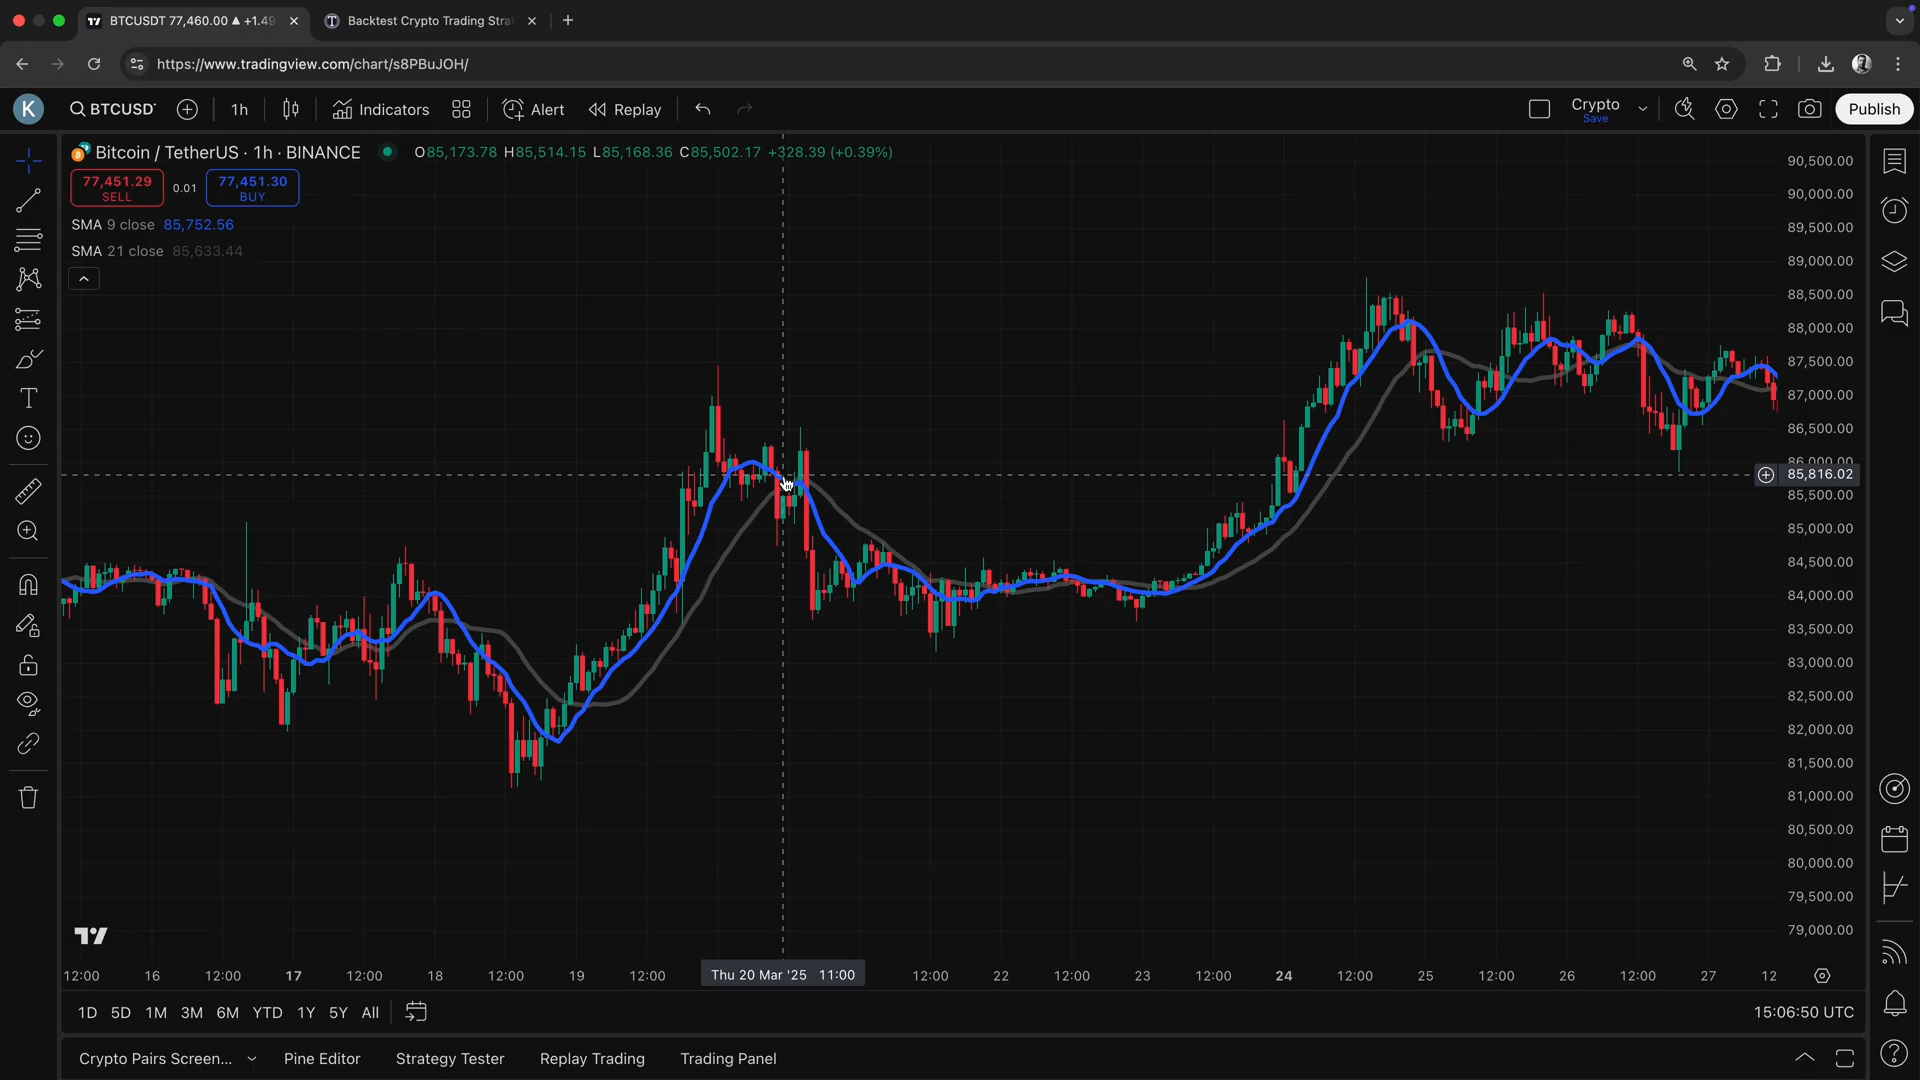 BTCUSDT 77,460.00 ▲ +1.49
Backtest Crypto Trading Stra
https://www.tradingview.com/chart/s8PBuJOH/
K
BTCUSD
1h
Indicators
Alert
Replay
Crypto
Save
Publish
Bitcoin / TetherUS · 1h · BINANCE
O85,173.78 H85,514.15 L85,168.36 C85,502.17 +328.39 (+0.39%)
77,451.29
SELL
0.01
77,451.30
BUY
SMA 9 close 85,752.56
SMA 21 close 85,633.44
90,500.00
90,000.00
89,500.00
89,000.00
88,500.00
88,000.00
87,500.00
87,000.00
86,500.00
86,000.00
85,816.02
85,500.00
85,000.00
84,500.00
84,000.00
83,500.00
83,000.00
82,500.00
82,000.00
81,500.00
81,000.00
80,500.00
80,000.00
79,500.00
79,000.00
12:00 16 12:00 17 12:00 18 12:00 19 12:00 Thu 20 Mar '25 11:00 12:00 22 12:00 23 12:00 24 12:00 25 12:00 26 12:00 27 12
1D 5D 1M 3M 6M YTD 1Y 5Y All
15:06:50 UTC
Crypto Pairs Screen...
Pine Editor
Strategy Tester
Replay Trading
Trading Panel